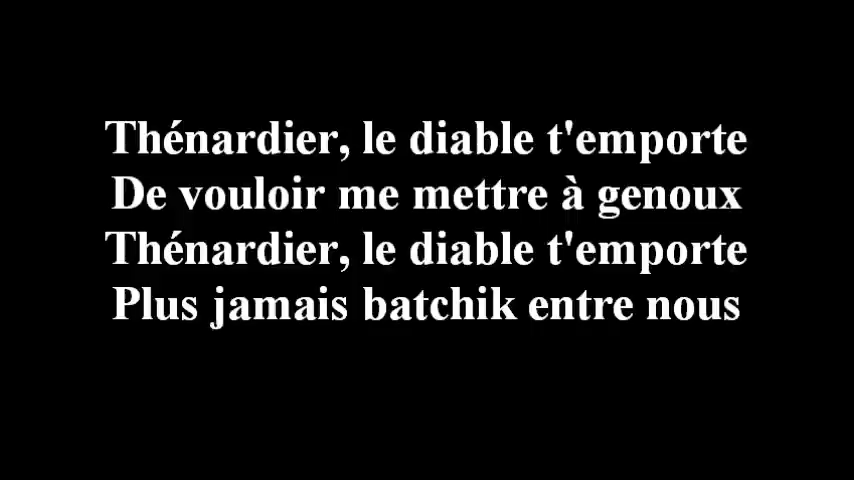 Thénardier, le diable t'emporte
De vouloir me mettre à genoux
Thénardier, le diable t'emporte
Plus jamais batchik entre nous